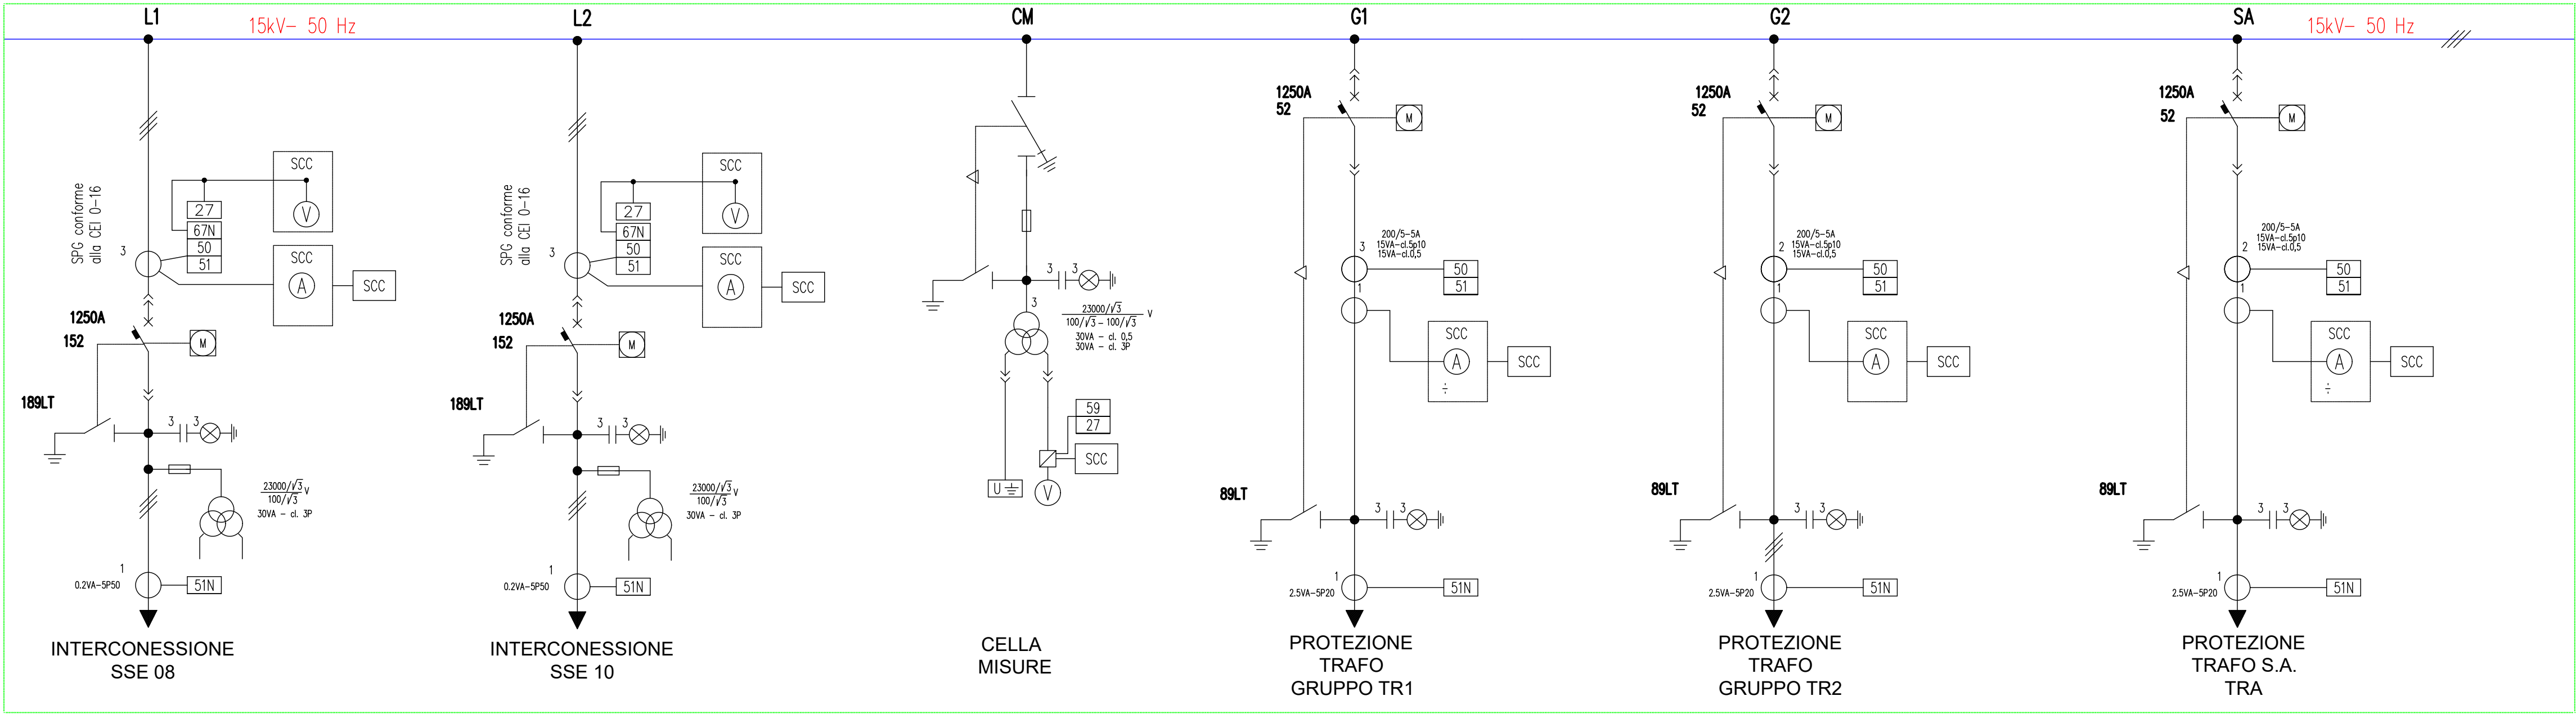 L1
15kV- 50 Hz
L2
CM
G1
G2
SA
15kV- 50 Hz
SPG conforme
alla CEI 0-16
SCC
V
27
67N
50
51
3
SCC
A
SCC
1250A
152
M
189LT
3
3
23000/√3
100/√3
V
30VA - cl. 3P
1
0.2VA-5P50
51N
INTERCONESSIONE
SSE 08
SPG conforme
alla CEI 0-16
SCC
V
27
67N
50
51
3
SCC
A
SCC
1250A
152
M
189LT
3
3
23000/√3
100/√3
V
30VA - cl. 3P
1
0.2VA-5P50
51N
INTERCONESSIONE
SSE 10
3
3
3
23000/√3
100/√3 - 100/√3
V
30VA - cl. 0,5
30VA - cl. 3P
59
27
SCC
U
V
CELLA
MISURE
1250A
52
M
200/5-5A
15VA-cl.5p10
15VA-cl.0,5
3
50
51
1
SCC
A
÷
SCC
89LT
3
3
1
2.5VA-5P20
51N
PROTEZIONE
TRAFO
GRUPPO TR1
1250A
52
M
200/5-5A
15VA-cl.5p10
15VA-cl.0,5
2
50
51
1
SCC
A
÷
SCC
89LT
3
3
1
2.5VA-5P20
51N
PROTEZIONE
TRAFO
GRUPPO TR2
1250A
52
M
200/5-5A
15VA-cl.5p10
15VA-cl.0,5
2
50
51
1
SCC
A
÷
SCC
89LT
3
3
1
2.5VA-5P20
51N
PROTEZIONE
TRAFO S.A.
TRA